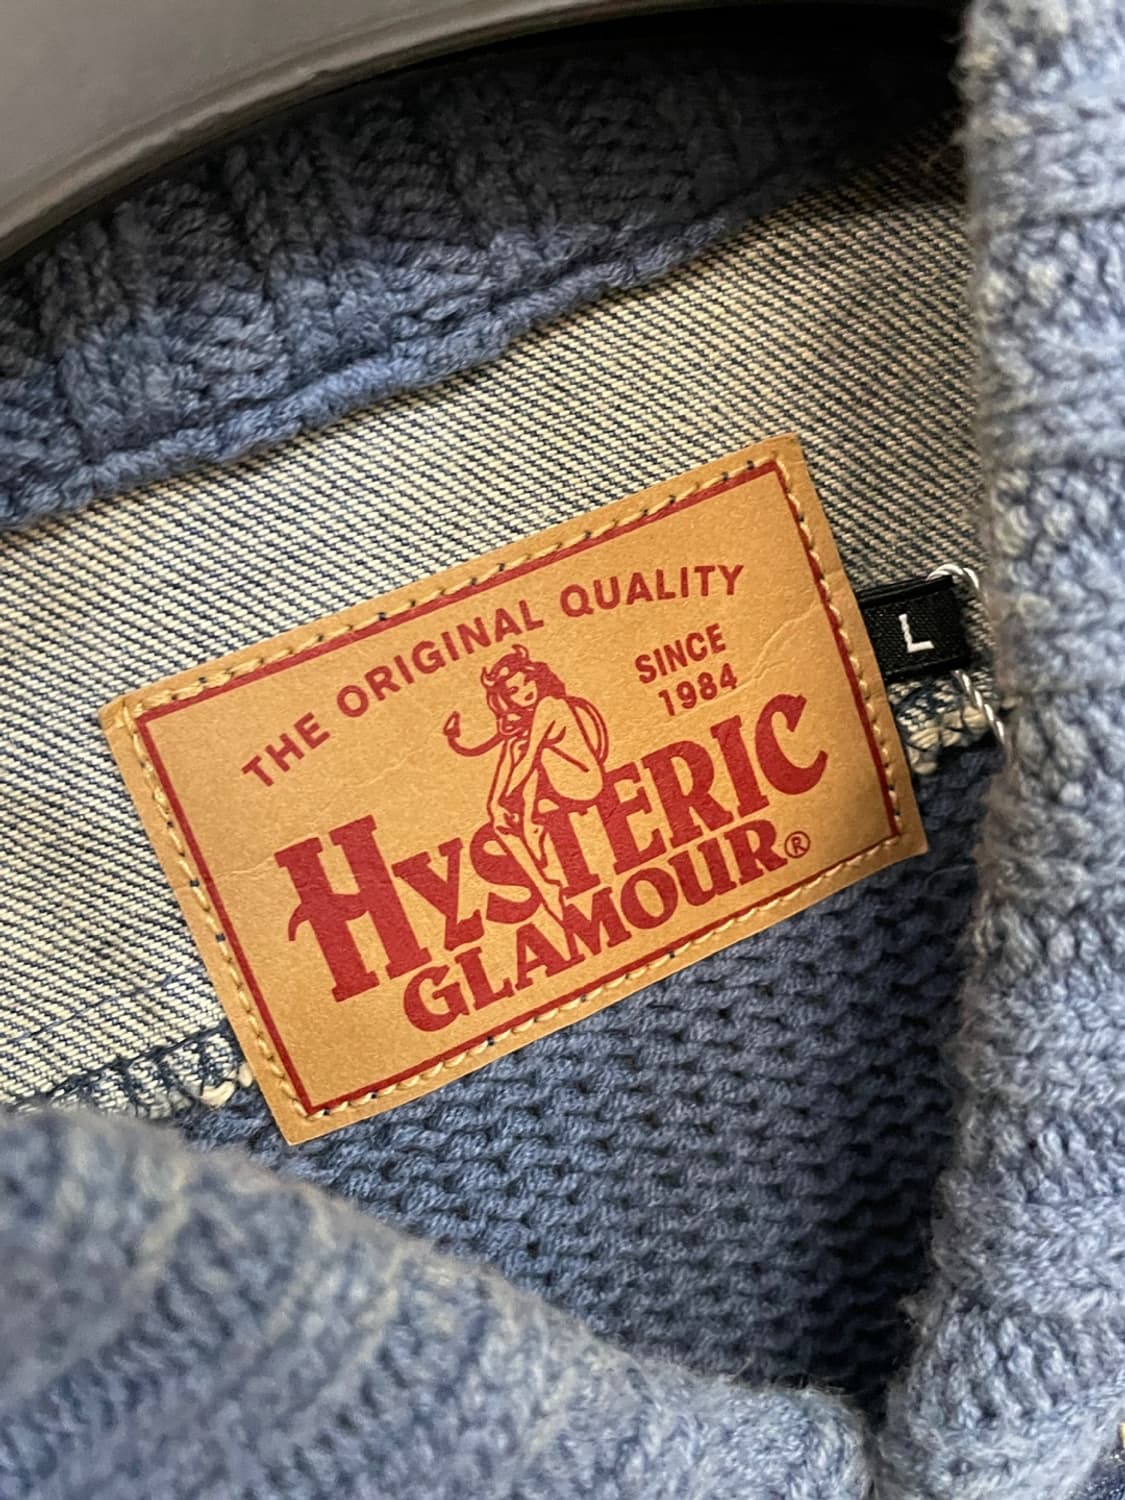 THE ORIGINAL QUALITY
SINCE
1984
HYSTERIC
GLAMOUR®
L